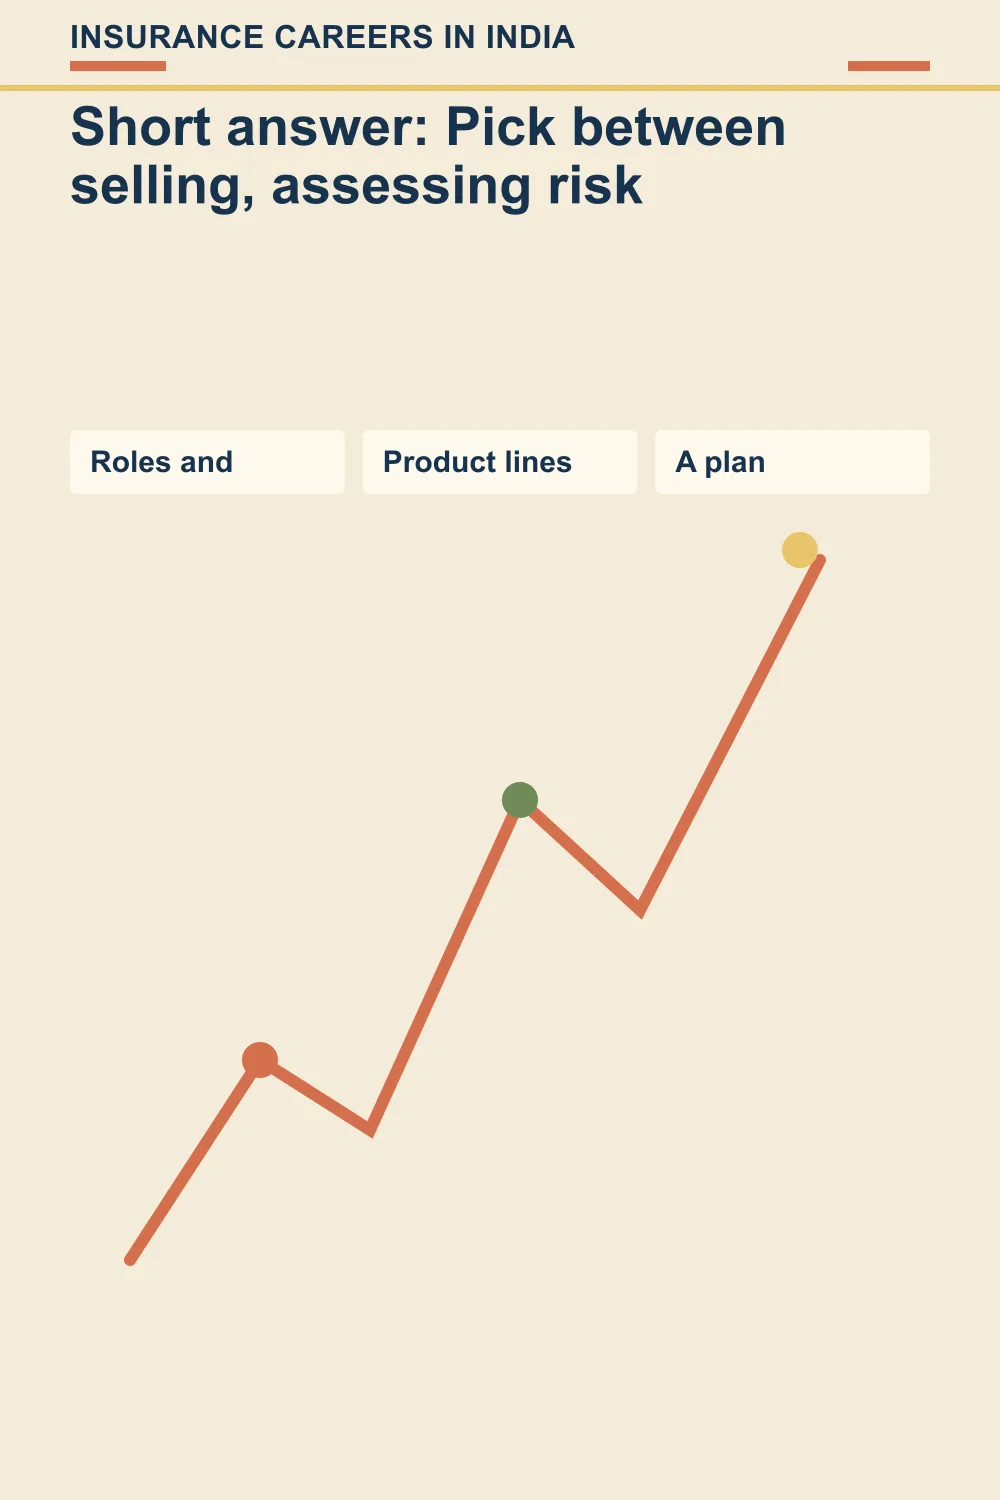 INSURANCE CAREERS IN INDIA
Short answer: Pick between
selling, assessing risk
Roles and
Product lines
A plan